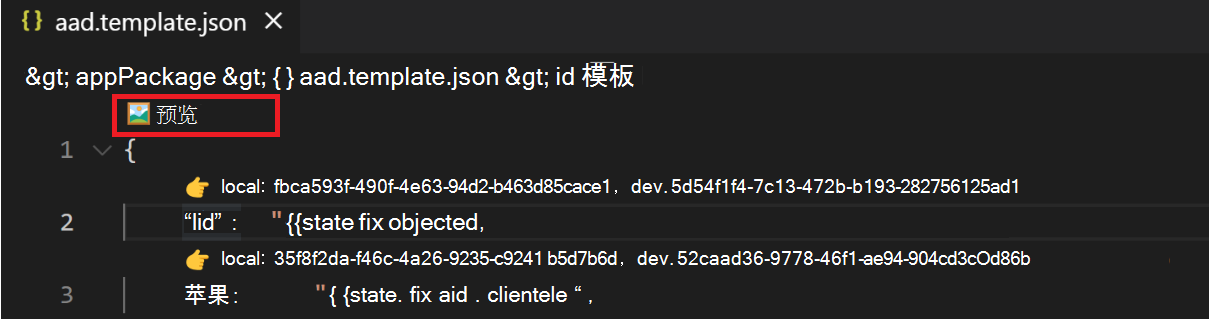 {} aad.template.json ×
&gt; appPackage &gt; { } aad.template.json &gt; id 模板
预览
1 {
local: fbca593f-490f-4e63-94d2-b463d85cace1，dev. 5d54f1f4-7c13-472b-b193-282756125ad1
2 “lid” : " {{state fix objected,
local: 35f8f2da-f46c-4a26-9235-c9241 b5d7b6d，dev. 52caad36-9778-46f1-ae94-904cd3cOd86b
3 苹果: "{ {state. fix aid . clientele “ ,